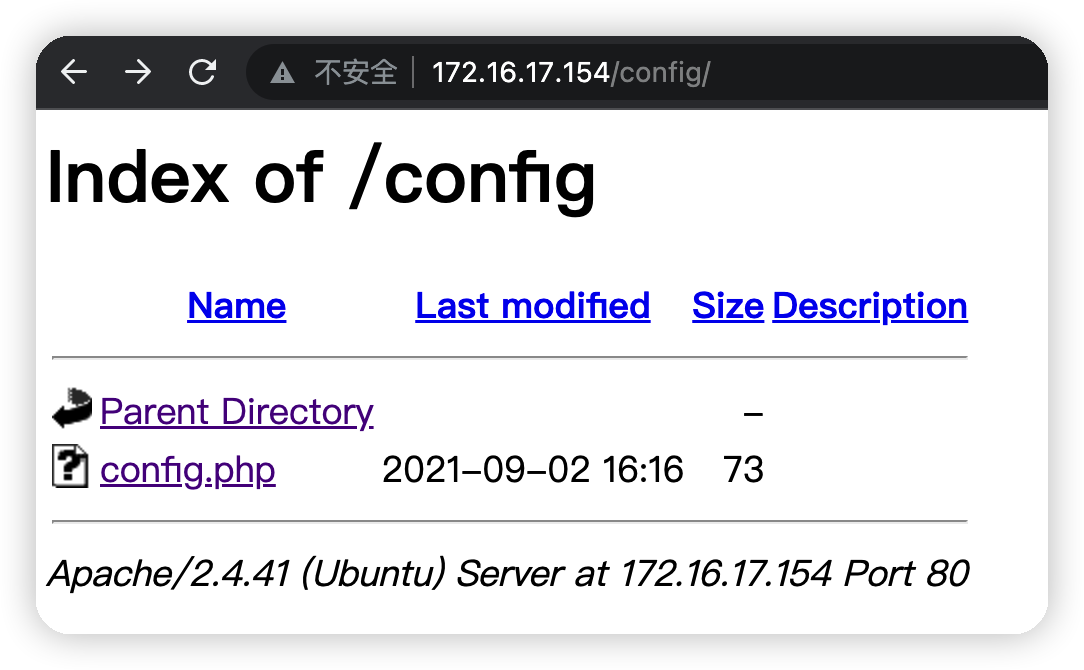 不安全 172.16.17.154/config/
Index of /config
Name Last modified Size Description
Parent Directory –
config.php 2021–09–02 16:16 73
Apache/2.4.41 (Ubuntu) Server at 172.16.17.154 Port 80